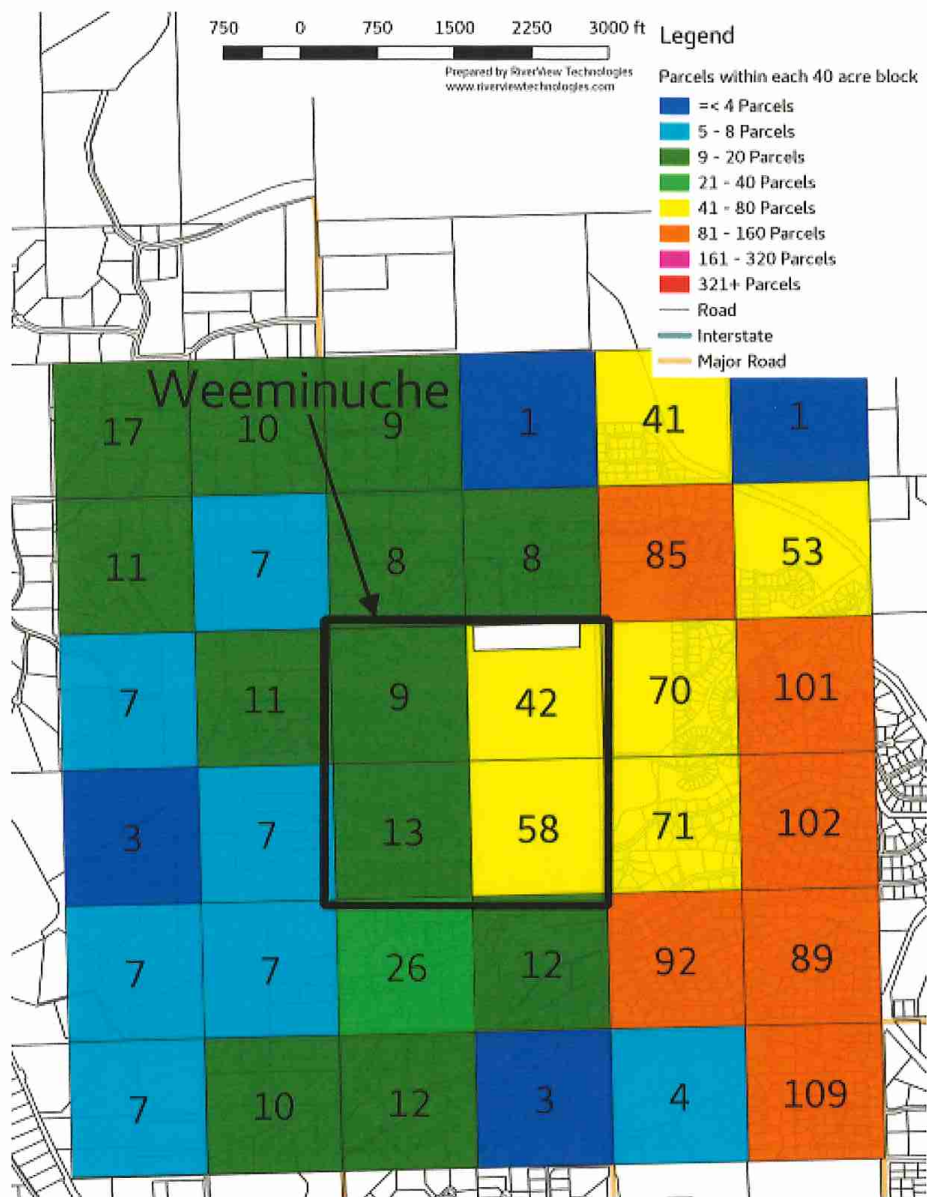 750 0 750 1500 2250 3000 ft
Prepared by RiverView Technologies
www.riverviewtechnologies.com
Legend
Parcels within each 40 acre block
=< 4 Parcels
5 - 8 Parcels
9 - 20 Parcels
21 - 40 Parcels
41 - 80 Parcels
81 - 160 Parcels
161 - 320 Parcels
321+ Parcels
Road
Interstate
Major Road
Weeminuche
17 10 9 1 41 1
11 7 8 8 85 53
7 11 9 42 70 101
3 7 13 58 71 102
7 7 26 12 92 89
7 10 12 3 4 109